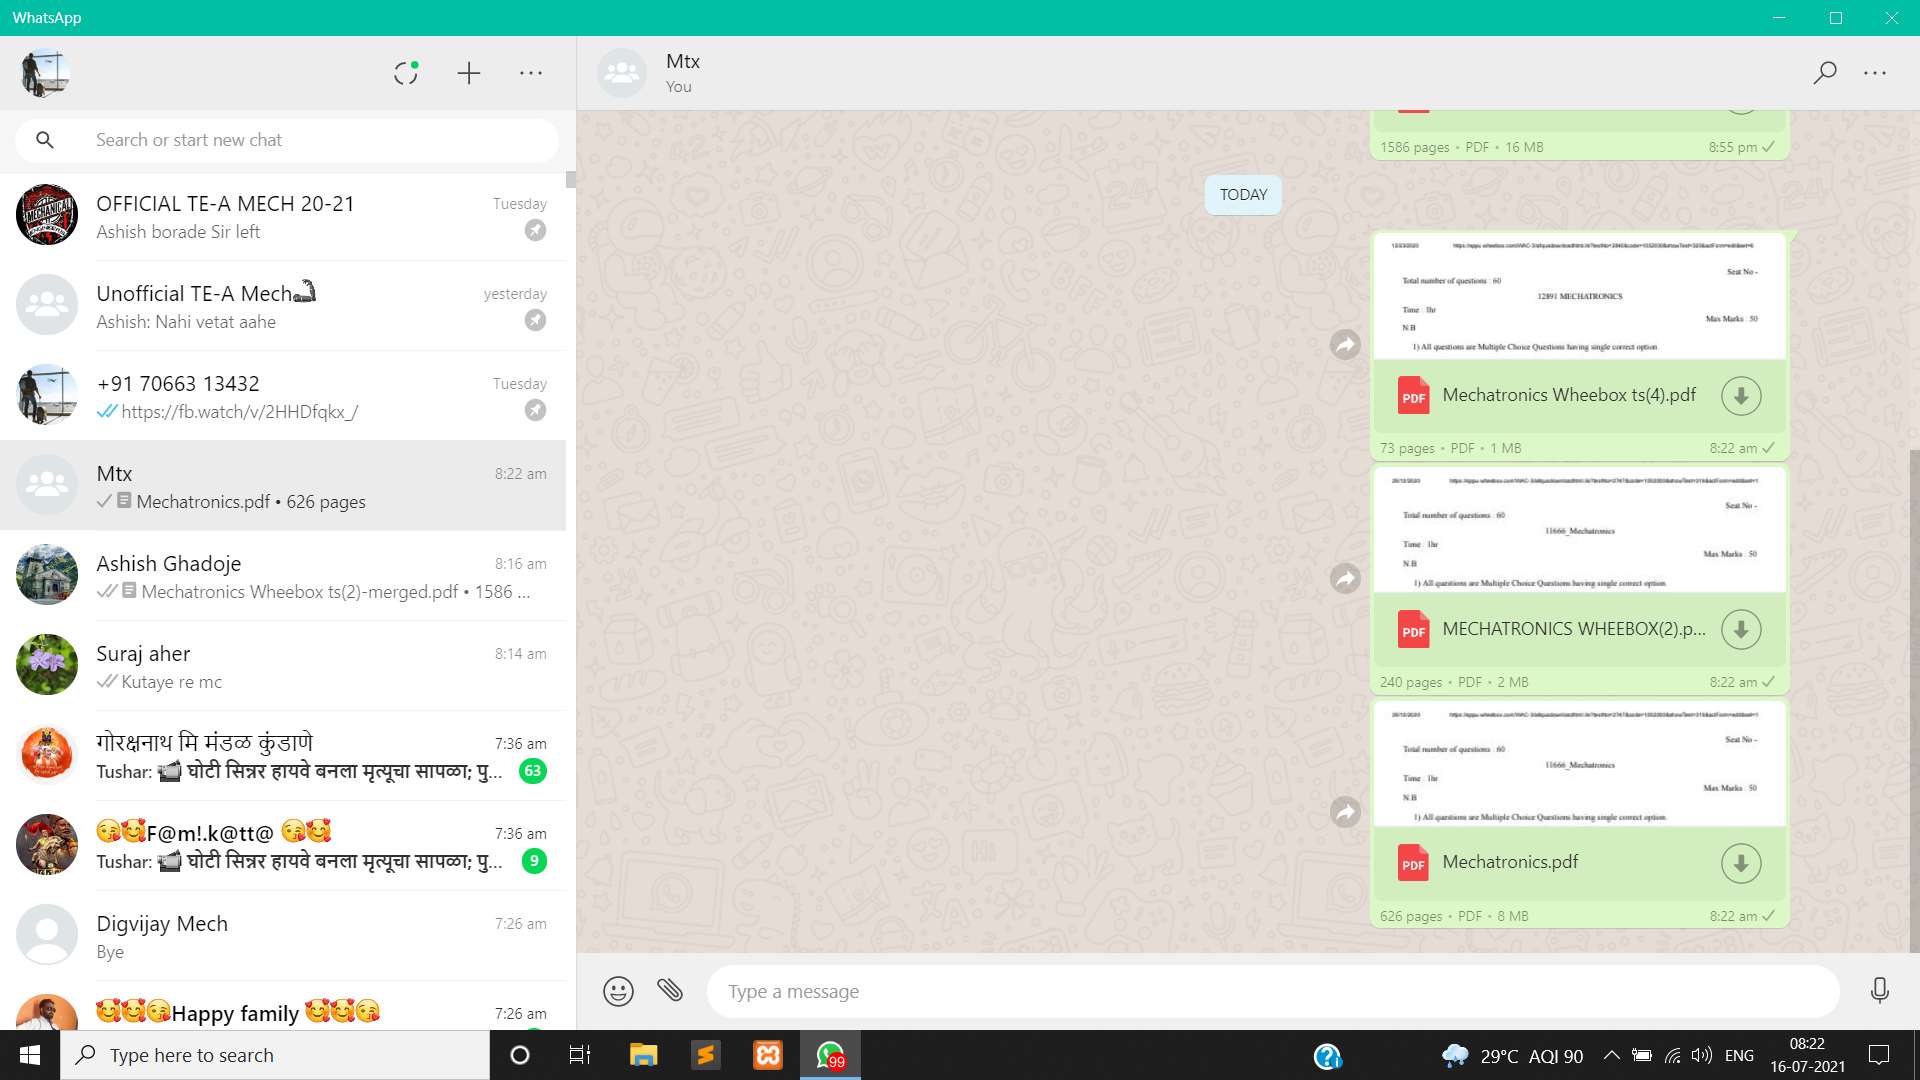 WhatsApp
Search or start new chat
OFFICIAL TE-A MECH 20-21
Tuesday
Ashish borade Sir left
Unofficial TE-A Mech
yesterday
Ashish: Nahi vetat aahe
+91 70663 13432
Tuesday
https://fb.watch/v/2HHDfqkx_/
Mtx
8:22 am
Mechatronics.pdf • 626 pages
Ashish Ghadoje
8:16 am
Mechatronics Wheebox ts(2)-merged.pdf • 1586 ...
Suraj aher
8:14 am
Kutaye re mc
गोरक्षनाथ मि मंडळ कुंडाणे
7:36 am
Tushar: 📹 घोटी सिन्नर हायवे बनला मृत्यूचा सापळा; पु...
63
😘🥰F@m!.k@tt@ 😘🥰
7:36 am
Tushar: 📹 घोटी सिन्नर हायवे बनला मृत्यूचा सापळा; पु...
9
Digvijay Mech
7:26 am
Bye
🥰🥰😘Happy family 🥰🥰😘
7:26 am
Mtx
You
1586 pages • PDF • 16 MB
8:55 pm
TODAY
12/23/2020
Seat No -
Total number of questions : 60
12891 MECHATRONICS
Time : 1hr
Max Marks : 50
N.B
1) All questions are Multiple Choice Questions having single correct option.
PDF
Mechatronics Wheebox ts(4).pdf
73 pages • PDF • 1 MB
8:22 am
Seat No -
Total number of questions : 60
11666_Mechatronics
Time : 1hr
Max Marks : 50
N.B
1) All questions are Multiple Choice Questions having single correct option.
PDF
MECHATRONICS WHEEBOX(2).p...
240 pages • PDF • 2 MB
8:22 am
Seat No -
Total number of questions : 60
11666_Mechatronics
Time : 1hr
Max Marks : 50
N.B
1) All questions are Multiple Choice Questions having single correct option.
PDF
Mechatronics.pdf
626 pages • PDF • 8 MB
8:22 am
Type a message
Type here to search
99
29°C AQI 90
ENG
08:22
16-07-2021